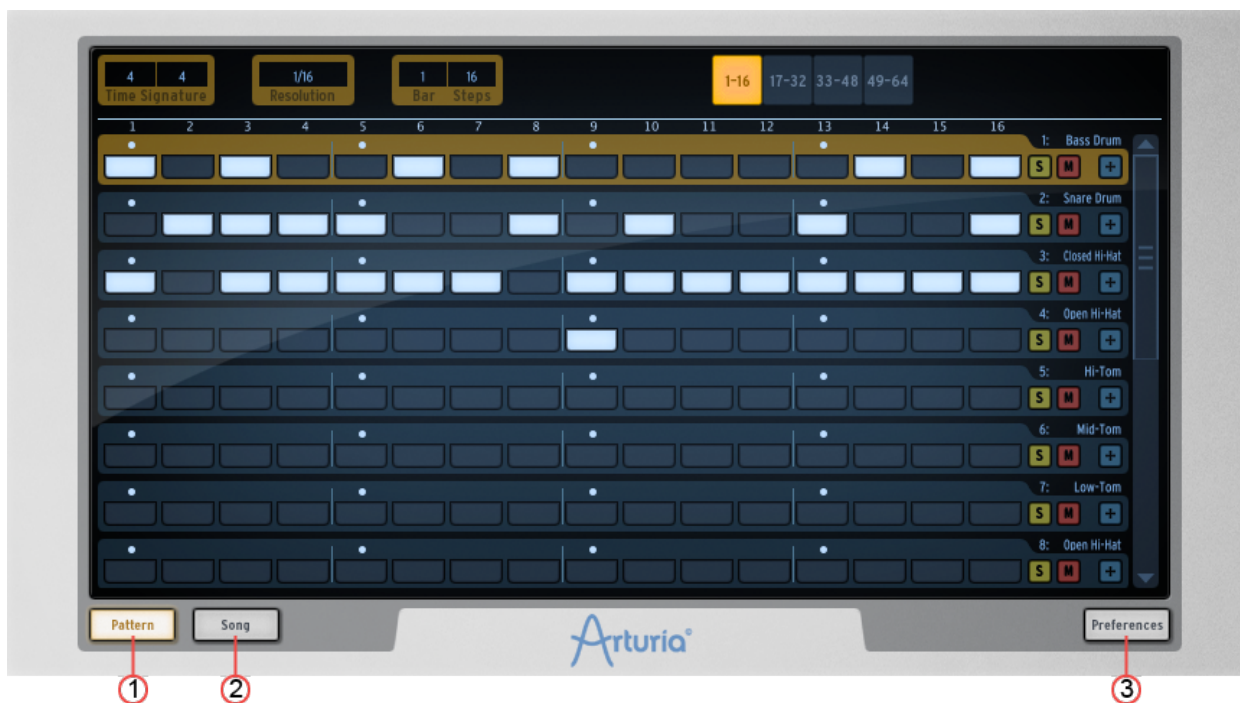 4 4 1/16 1 16
Time Signature Resolution Bar Steps
1-16 17-32 33-48 49-64
1 2 3 4 5 6 7 8 9 10 11 12 13 14 15 16
1: Bass Drum
S M +
2: Snare Drum
S M +
3: Closed Hi-Hat
S M +
4: Open Hi-Hat
S M +
5: Hi-Tom
S M +
6: Mid-Tom
S M +
7: Low-Tom
S M +
8: Open Hi-Hat
S M +
Pattern Song Arturia® Preferences
1 2 3